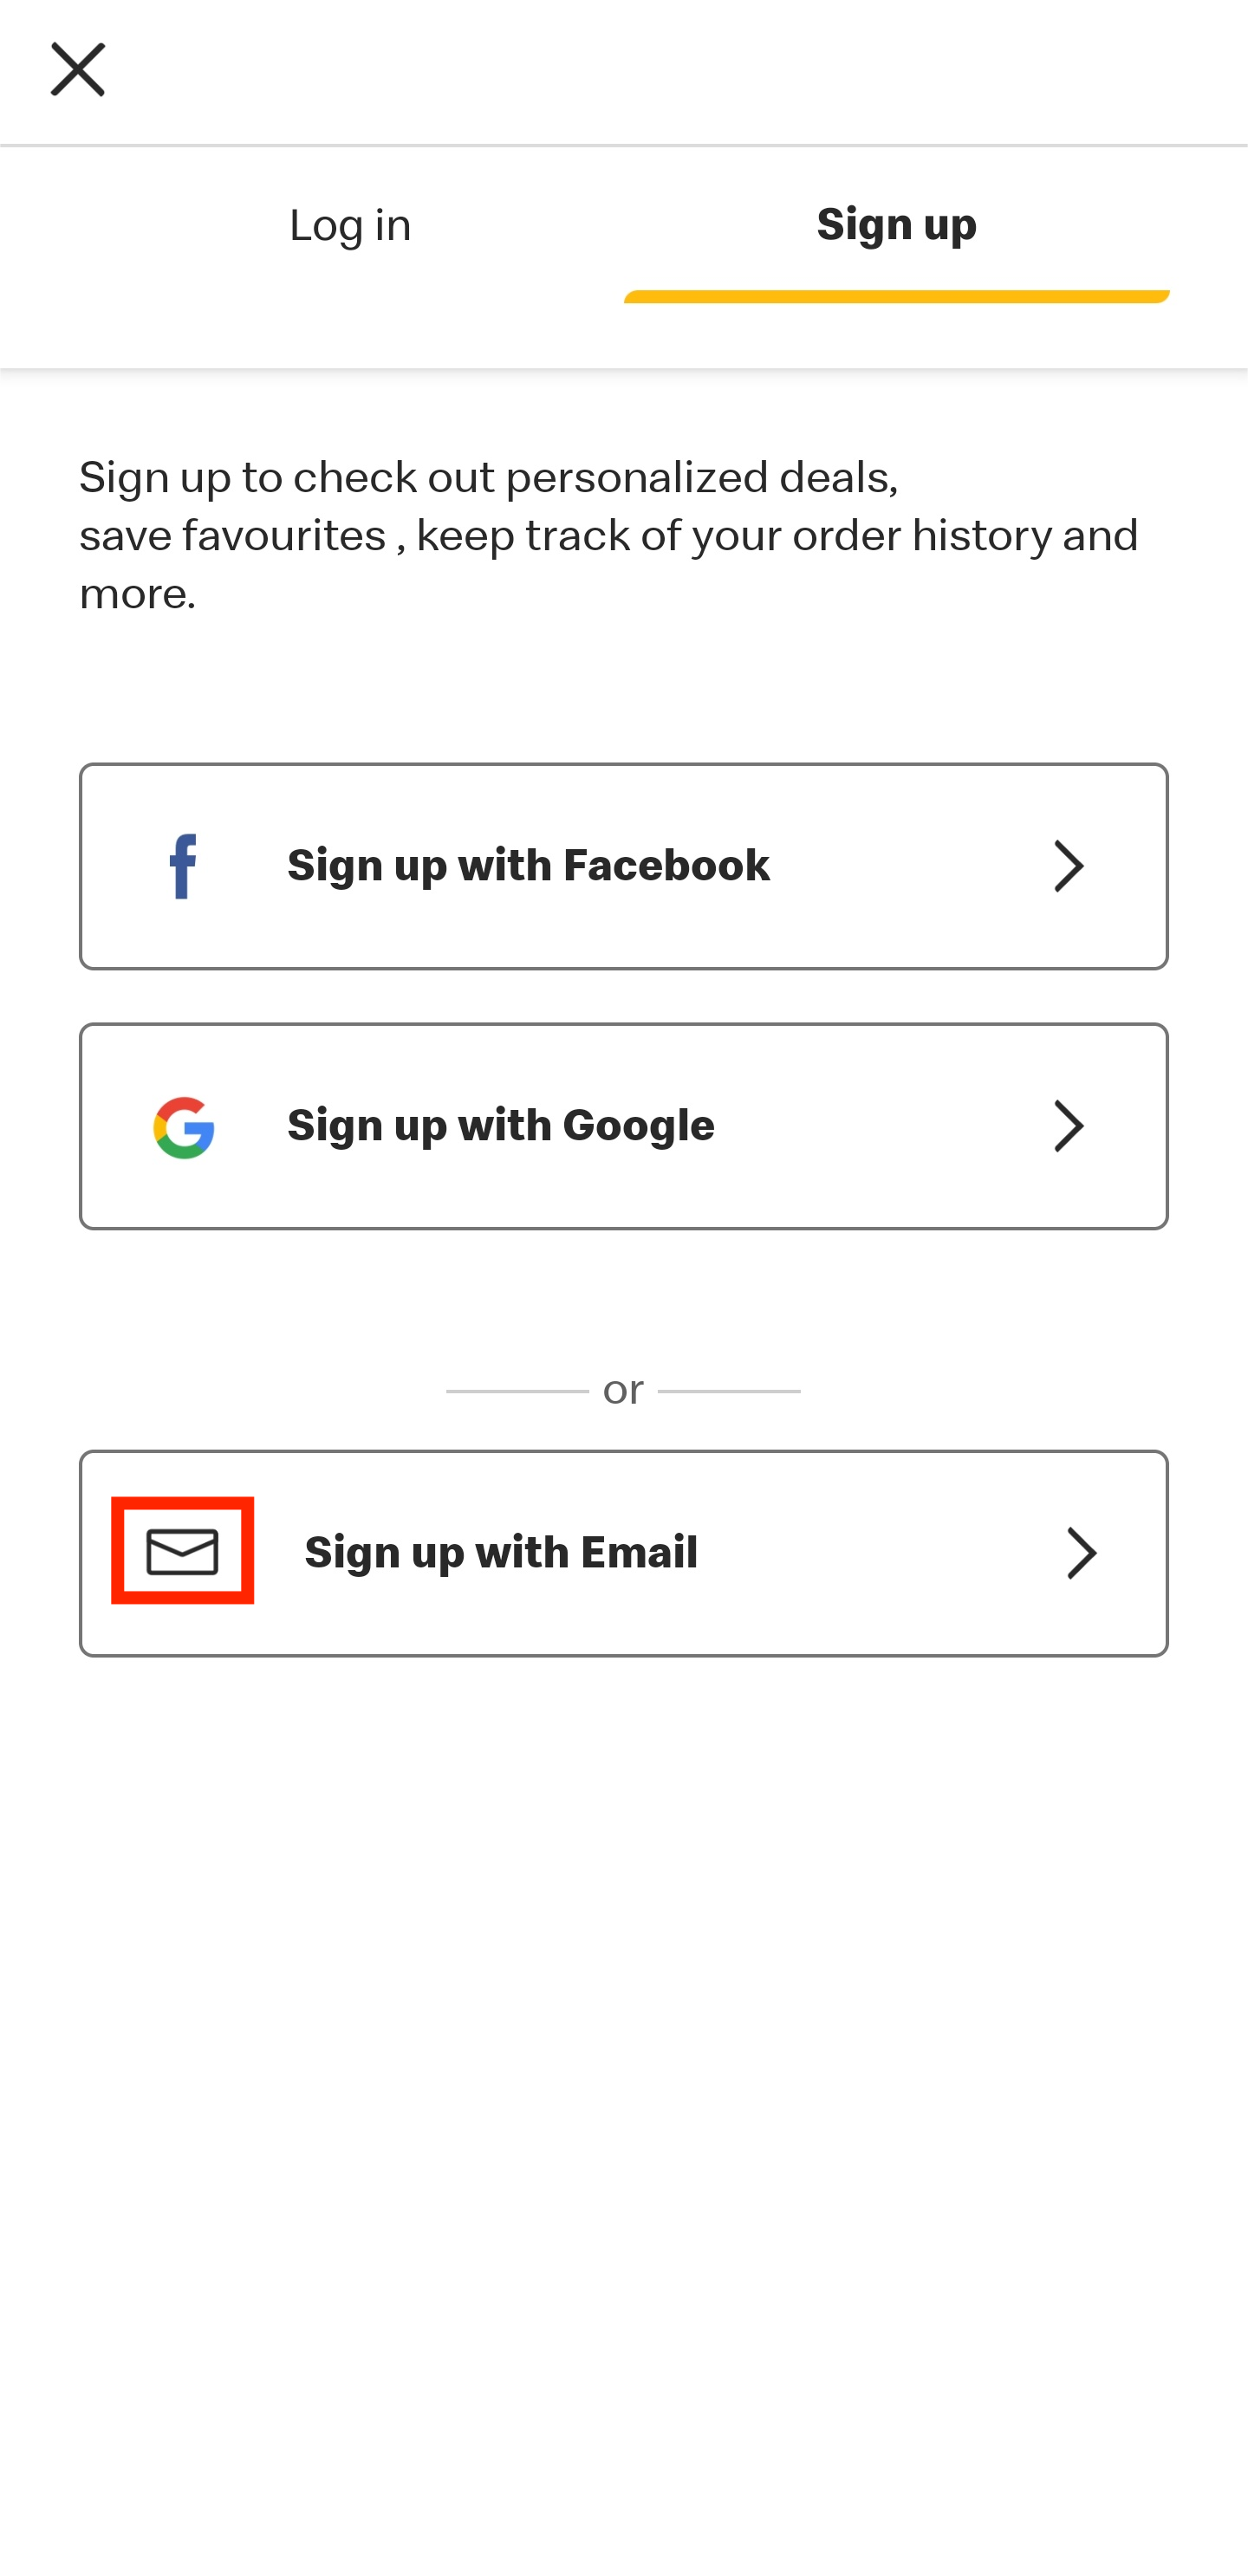 Log in
Sign up
Sign up to check out personalized deals,
save favourites , keep track of your order history and
more.
Sign up with Facebook
Sign up with Google
or
Sign up with Email